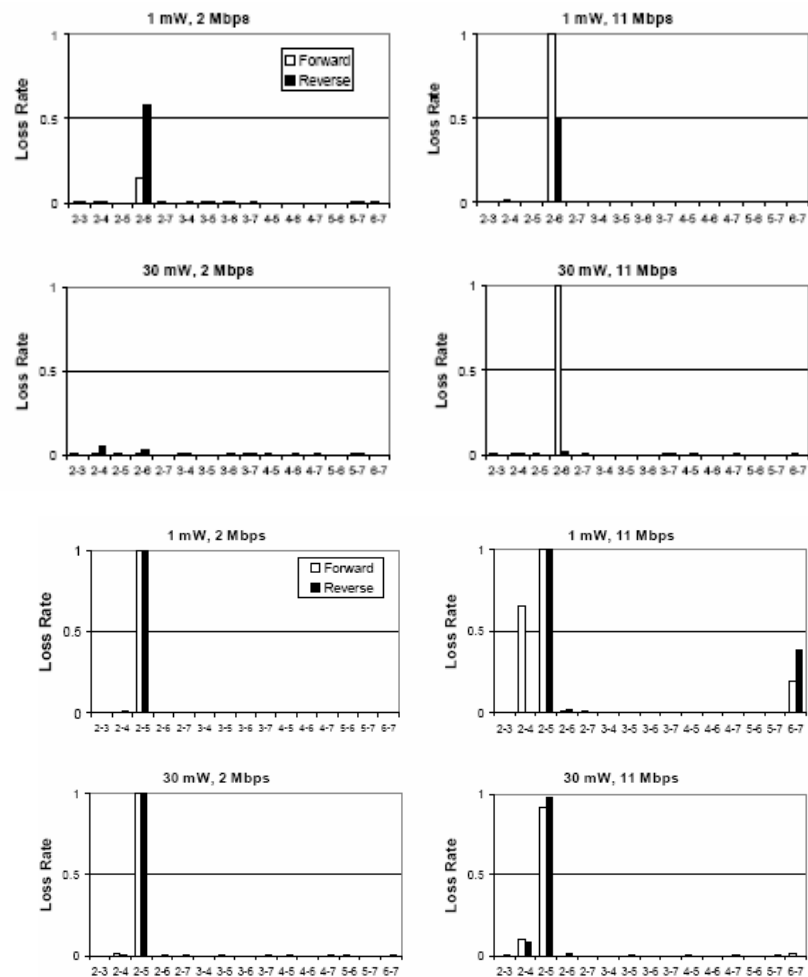 1 mW, 2 Mbps
Loss Rate
1
0.5
0
Forward
Reverse
2-3 2-4 2-5 2-6 2-7 3-4 3-5 3-6 3-7 4-5 4-6 4-7 5-6 5-7 6-7
1 mW, 11 Mbps
Loss Rate
1
0.5
0
2-3 2-4 2-5 2-6 2-7 3-4 3-5 3-6 3-7 4-5 4-6 4-7 5-6 5-7 6-7
30 mW, 2 Mbps
Loss Rate
1
0.5
0
2-3 2-4 2-5 2-6 2-7 3-4 3-5 3-6 3-7 4-5 4-6 4-7 5-6 5-7 6-7
30 mW, 11 Mbps
Loss Rate
1
0.5
0
2-3 2-4 2-5 2-6 2-7 3-4 3-5 3-6 3-7 4-5 4-6 4-7 5-6 5-7 6-7
1 mW, 2 Mbps
Loss Rate
1
0.5
0
Forward
Reverse
2-3 2-4 2-5 2-6 2-7 3-4 3-5 3-6 3-7 4-5 4-6 4-7 5-6 5-7 6-7
1 mW, 11 Mbps
Loss Rate
1
0.5
0
2-3 2-4 2-5 2-6 2-7 3-4 3-5 3-6 3-7 4-5 4-6 4-7 5-6 5-7 6-7
30 mW, 2 Mbps
Loss Rate
1
0.5
0
2-3 2-4 2-5 2-6 2-7 3-4 3-5 3-6 3-7 4-5 4-6 4-7 5-6 5-7 6-7
30 mW, 11 Mbps
Loss Rate
1
0.5
0
2-3 2-4 2-5 2-6 2-7 3-4 3-5 3-6 3-7 4-5 4-6 4-7 5-6 5-7 6-7